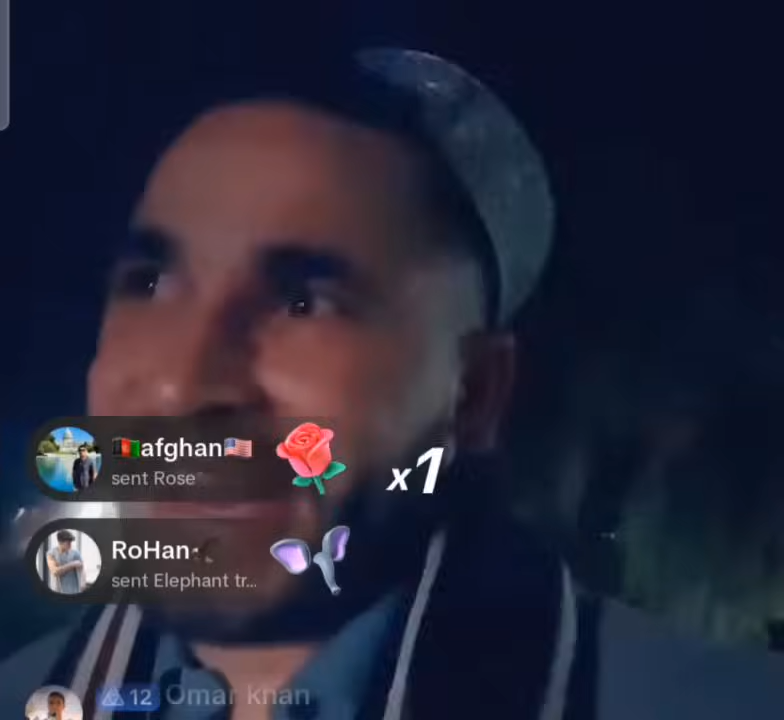 🇦🇫afghan🇺🇸
sent Rose
x1
RoHan
sent Elephant tr...
12 Omar khan